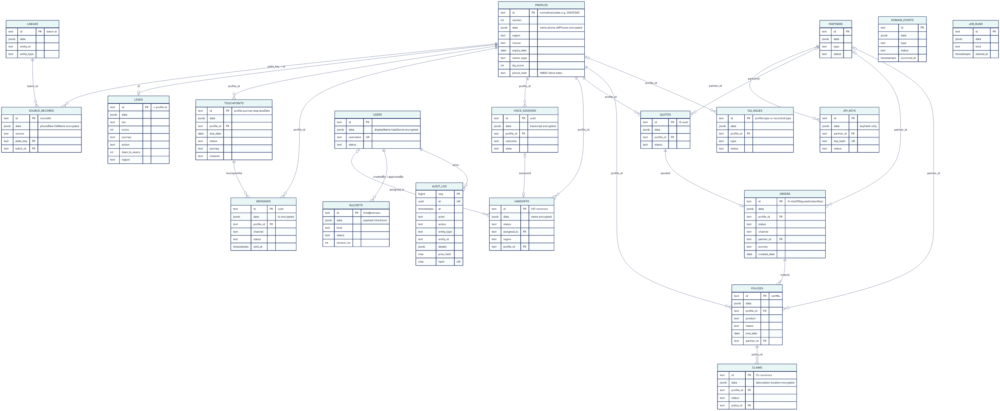 PROFILES
text id PK normalised plate e.g. 30A12345
int version
jsonb data name phone altPhones encrypted
text region
text insurer
date expiry_date
text owner_type
int dq_score
text phone_bidx HMAC blind index
LINEAGE
text id PK batch id
jsonb data
text entity_id
text entity_type
PARTNERS
text id PK
jsonb data
text type
text status
DOMAIN_EVENTS
text id PK
jsonb data
text type
text status
timestamptz occurred_at
JOB_RUNS
text id PK
jsonb data
text kind
timestamptz started_at
plate_key = id
batch_id
id
profile_id
profile_id
profile_id
profile_id
profile_id
profile_id
partnerId
partner_id
SOURCE_RECORDS
text id PK recordId
jsonb data phoneRaw fullName encrypted
text source
text plate_key FK
text batch_id FK
LEADS
text id PK = profile id
jsonb data
text tier
int score
text journey
text action
int days_to_expiry
text region
TOUCHPOINTS
text id PK profile:journey:step:dueDate
jsonb data
text profile_id FK
date due_date
text status
text journey
text channel
USERS
text id PK
jsonb data displayName totpSecret encrypted
text username UK
text status
VOICE_SESSIONS
text id PK uuid
jsonb data transcript encrypted
text profile_id FK
text outcome
text state
QUOTES
text id PK Q-uuid
jsonb data
text profile_id FK
text status
DQ_ISSUES
text id PK profile:type or record:id:type
jsonb data
text profile_id FK
text type
text status
API_KEYS
text id PK
jsonb data keyHash only
text partner_id FK
text key_hash UK
text status
partner_id
touchpointId
actor
createdBy / approvedBy
assigned_to
sessionId
profile_id
quoteId
partner_id
MESSAGES
text id PK uuid
jsonb data to encrypted
text profile_id FK
text channel
text status
timestamptz sent_at
RULESETS
text id PK kind@version
jsonb data payload checksum
text kind
text status
int version_no
AUDIT_LOG
bigint seq PK
uuid id UK
timestamptz at
text actor
text action
text entity_type
text entity_id
jsonb details
char prev_hash
char hash UK
HANDOFFS
text id PK HO-xxxxxxxx
jsonb data name encrypted
text status
text assigned_to FK
text region
text profile_id FK
ORDERS
text id PK O-sha256(quoteId:idemKey)
jsonb data
text profile_id FK
text status
text channel
text partner_id FK
text journey
date created_date
orderId
POLICIES
text id PK certNo
jsonb data
text profile_id FK
text product
text status
date end_date
text partner_id FK
policy_id
CLAIMS
text id PK CL-xxxxxxxx
jsonb data description location encrypted
text profile_id FK
text status
text policy_id FK